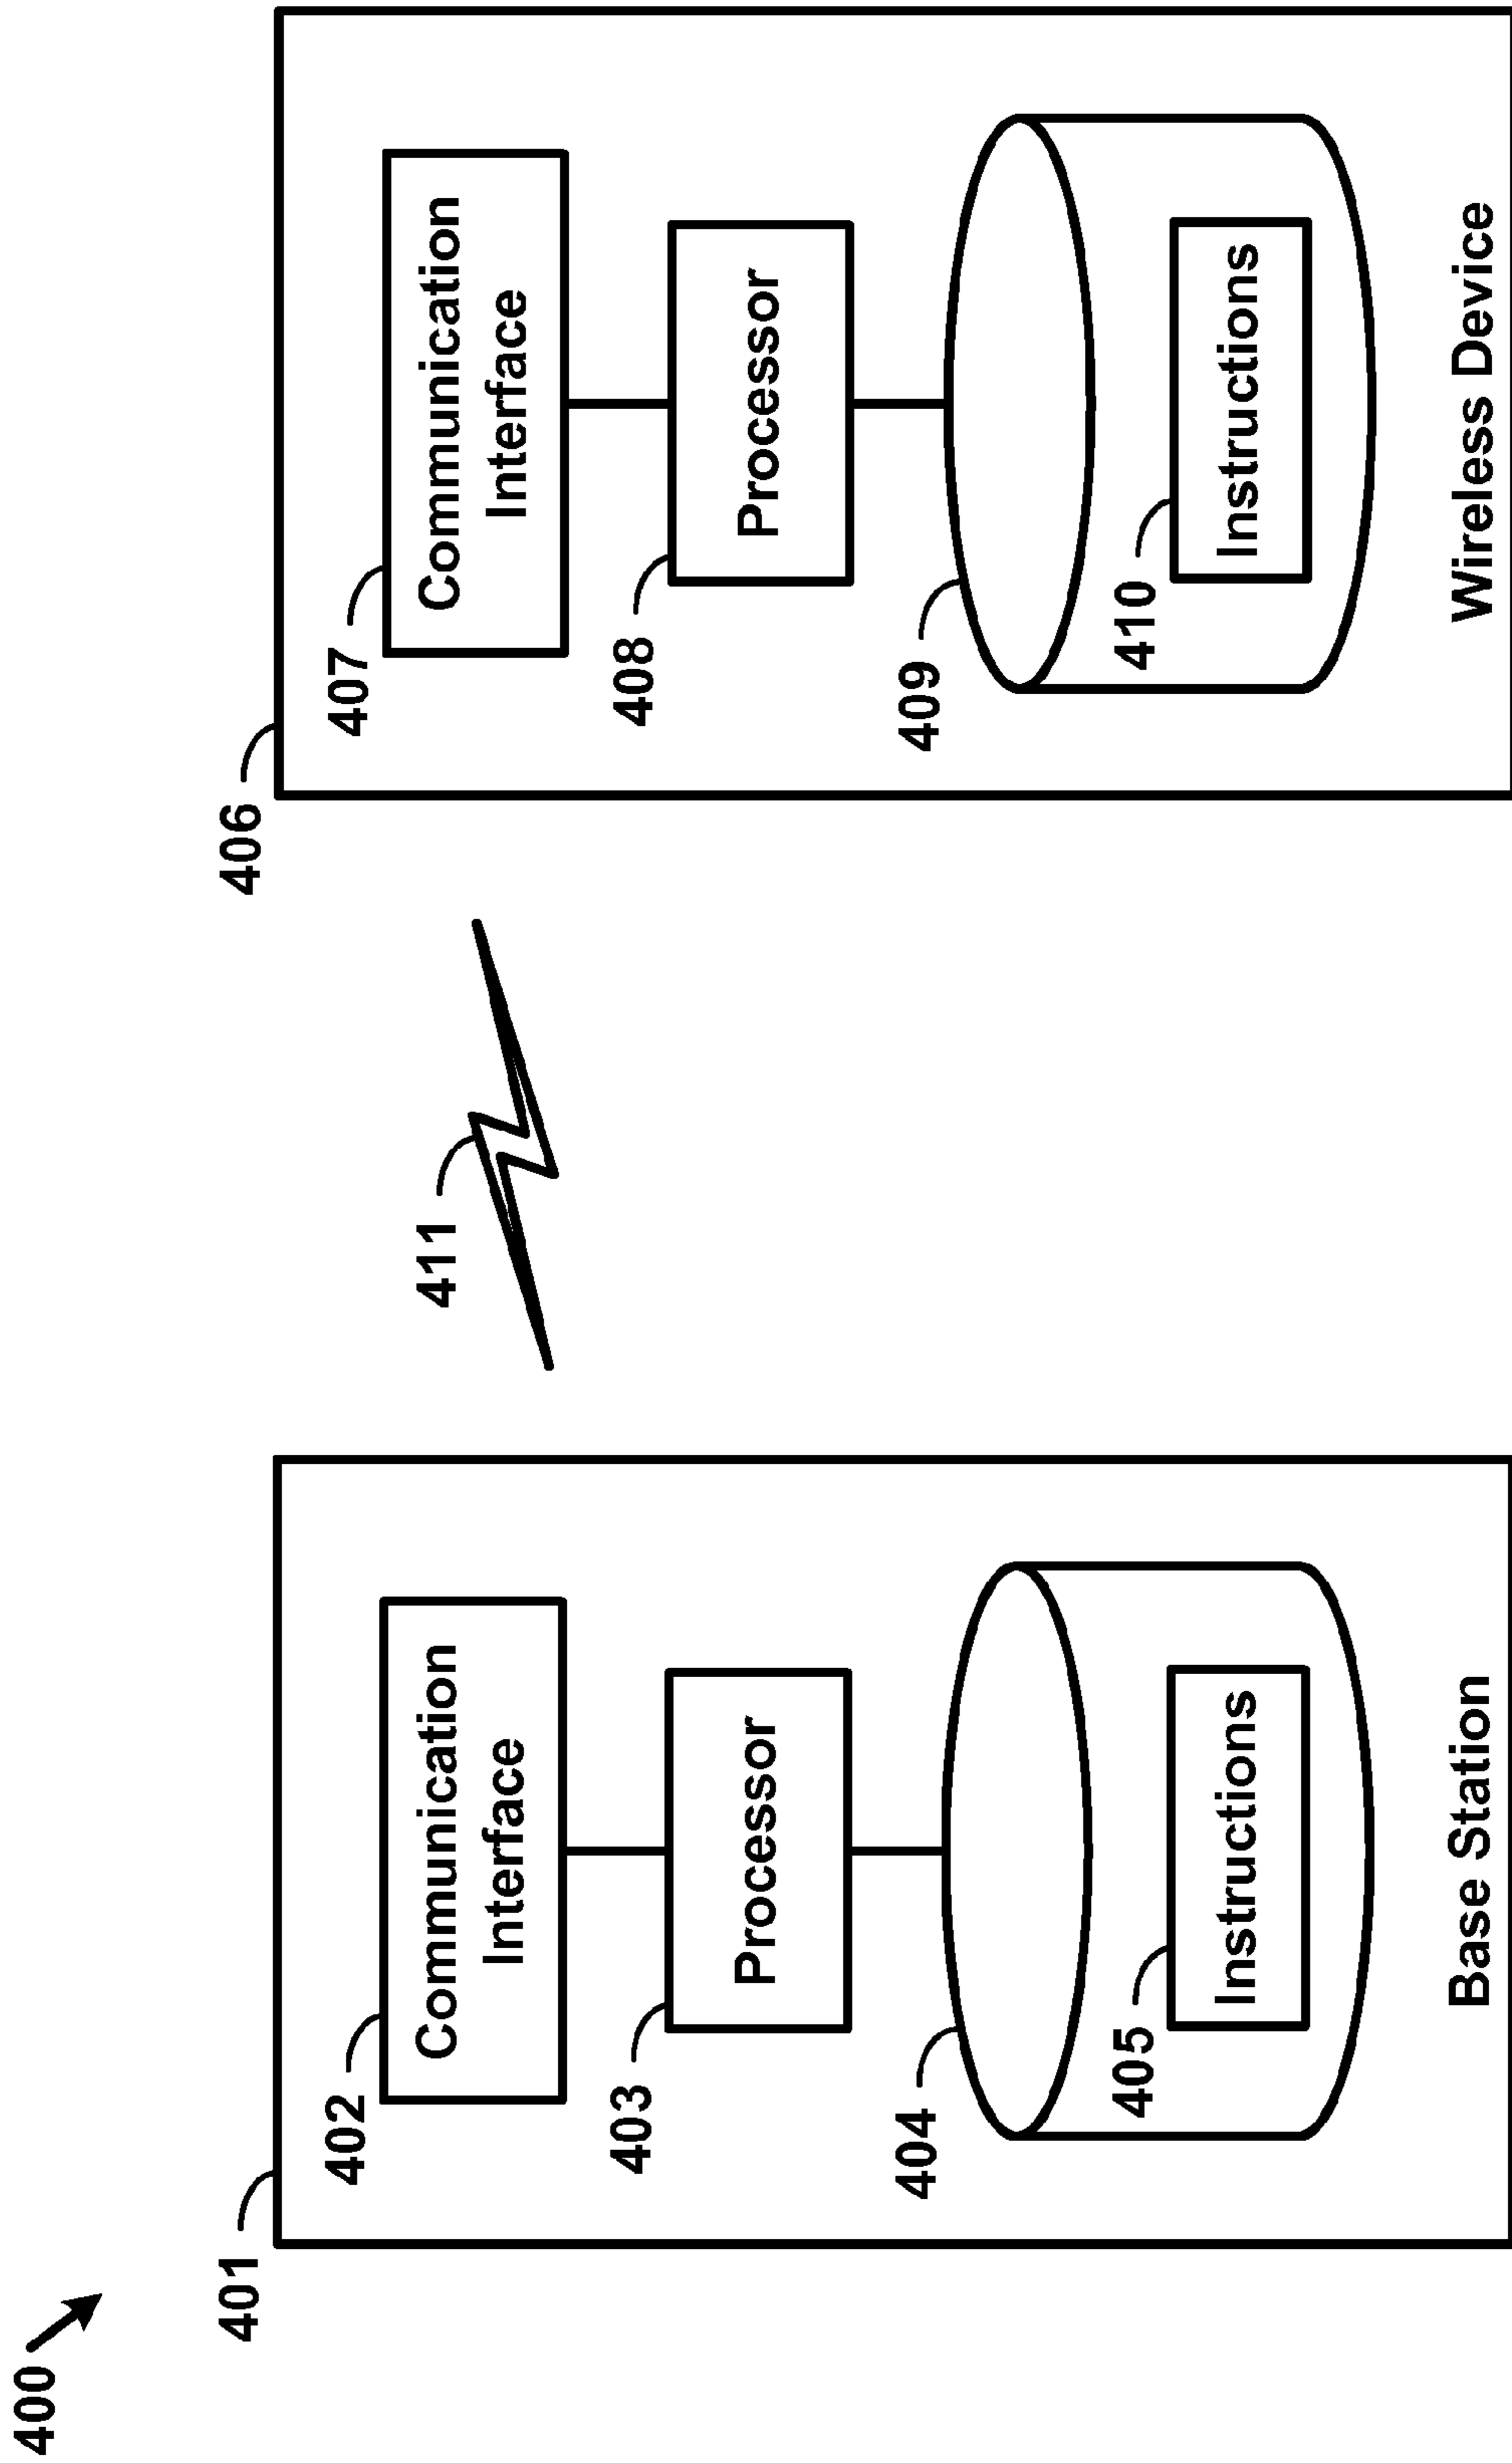 400
401
402
Communication
Interface
403
Processor
404
405
Instructions
Base Station
411
406
407
Communication
Interface
408
Processor
409
410
Instructions
Wireless Device